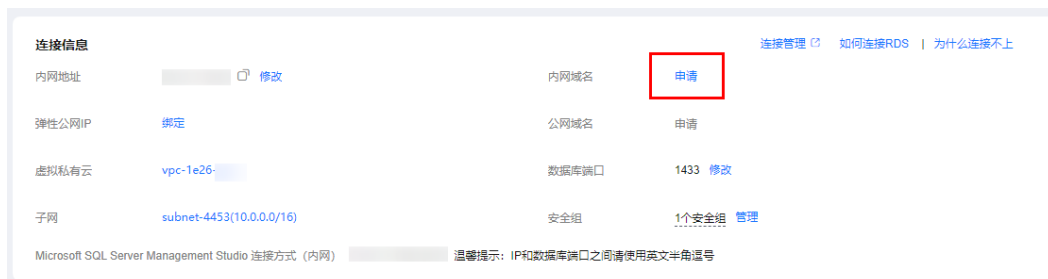 连接信息 连接管理 如何连接RDS | 为什么连接不上
内网地址 修改 内网域名 申请
弹性公网IP 绑定 公网域名 申请
虚拟私有云 vpc-1e26- 数据库端口 1433 修改
子网 subnet-4453(10.0.0.0/16) 安全组 1个安全组 管理
Microsoft SQL Server Management Studio 连接方式（内网） 温馨提示：IP和数据库端口之间请使用英文半角逗号